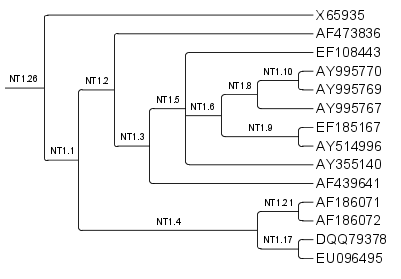 X65935
AF473836
EF108443
NT1.10 AY995770
NT1.26 NT1.2 NT1.8 AY995769
NT1.5 NT1.6 AY995767
NT1.9 EF185167
NT1.3 AY514996
NT1.1 AY355140
AF439641
NT1.21 AF186071
NT1.4 AF186072
NT1.17 DQQ79378
EU096495